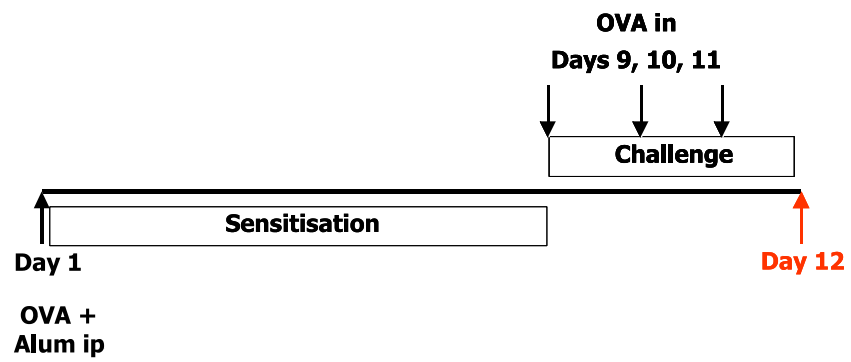 OVA in
Days 9, 10, 11
Challenge
Sensitisation
Day 1
Day 12
OVA +
Alum ip